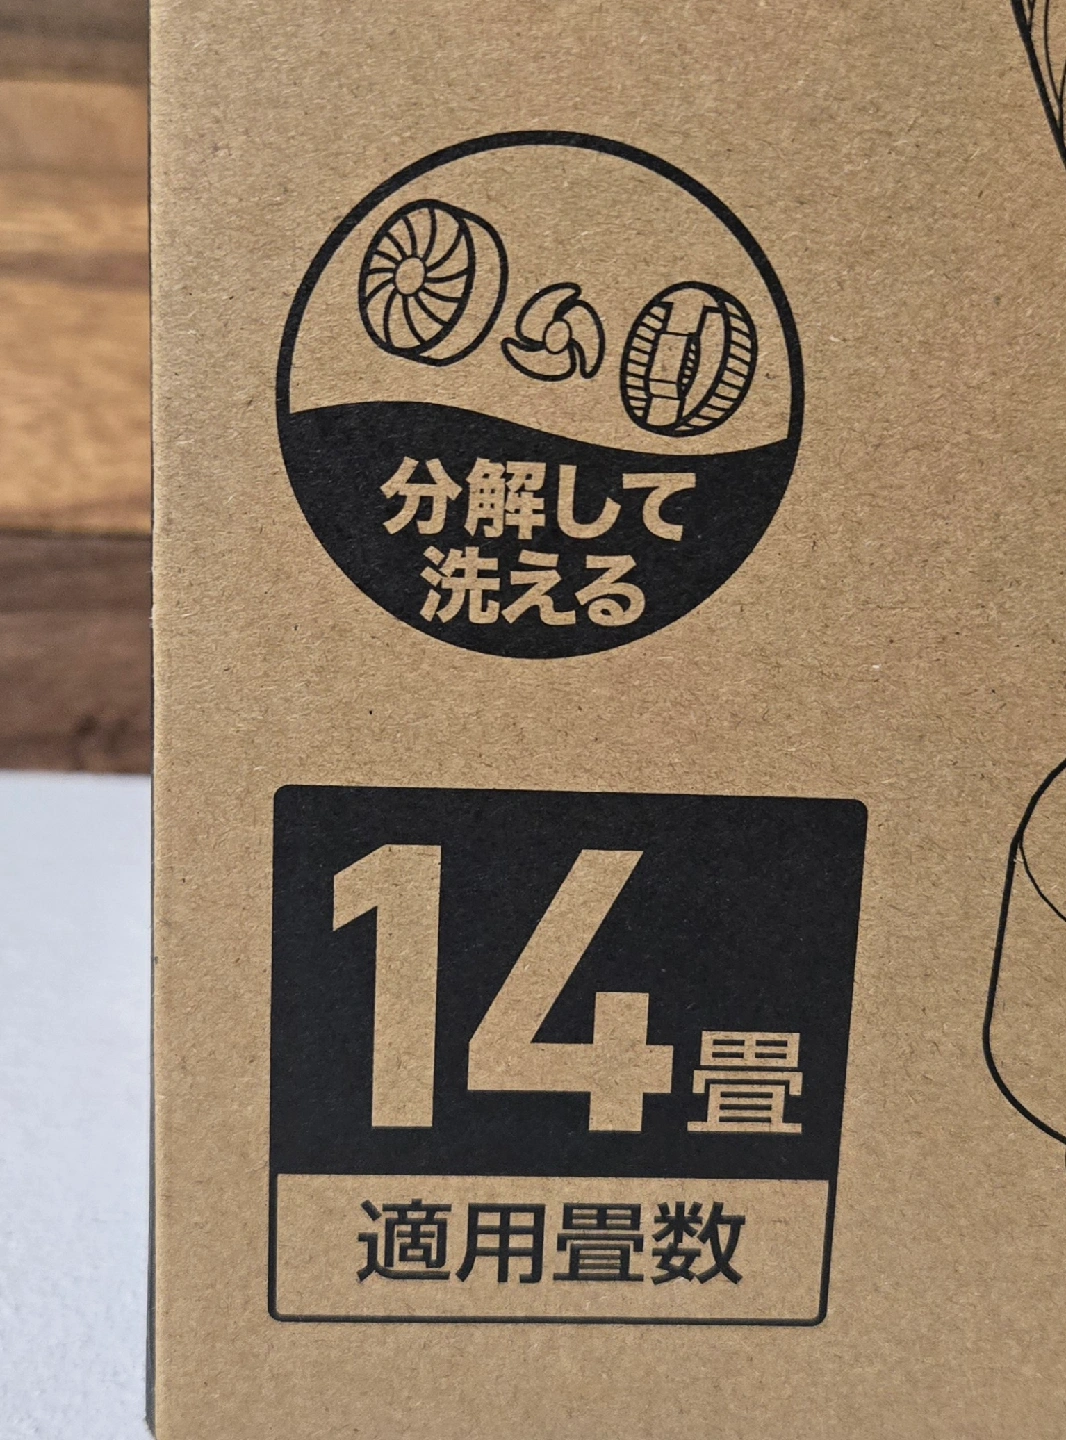 分解して
洗える
14畳
適用畳数